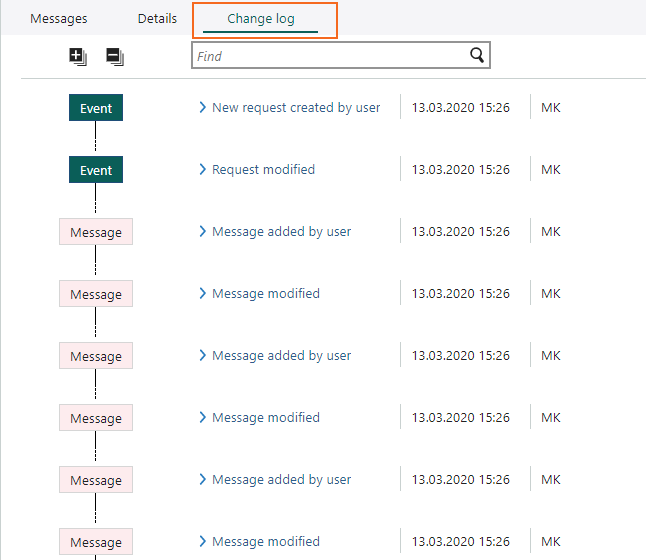 Messages Details Change log
Find
Event New request created by user 13.03.2020 15:26 MK
Event Request modified 13.03.2020 15:26 MK
Message Message added by user 13.03.2020 15:26 MK
Message Message modified 13.03.2020 15:26 MK
Message Message added by user 13.03.2020 15:26 MK
Message Message modified 13.03.2020 15:26 MK
Message Message added by user 13.03.2020 15:26 MK
Message Message modified 13.03.2020 15:26 MK